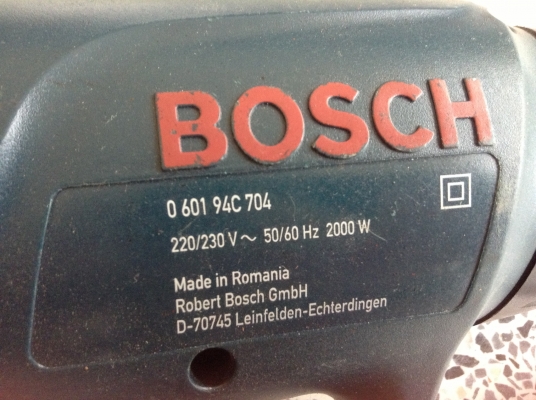 BOSCH
0 601 94C 704
220/230 V ~ 50/60 Hz 2000 W
Made in Romania
Robert Bosch GmbH
D-70745 Leinfelden-Echterdingen